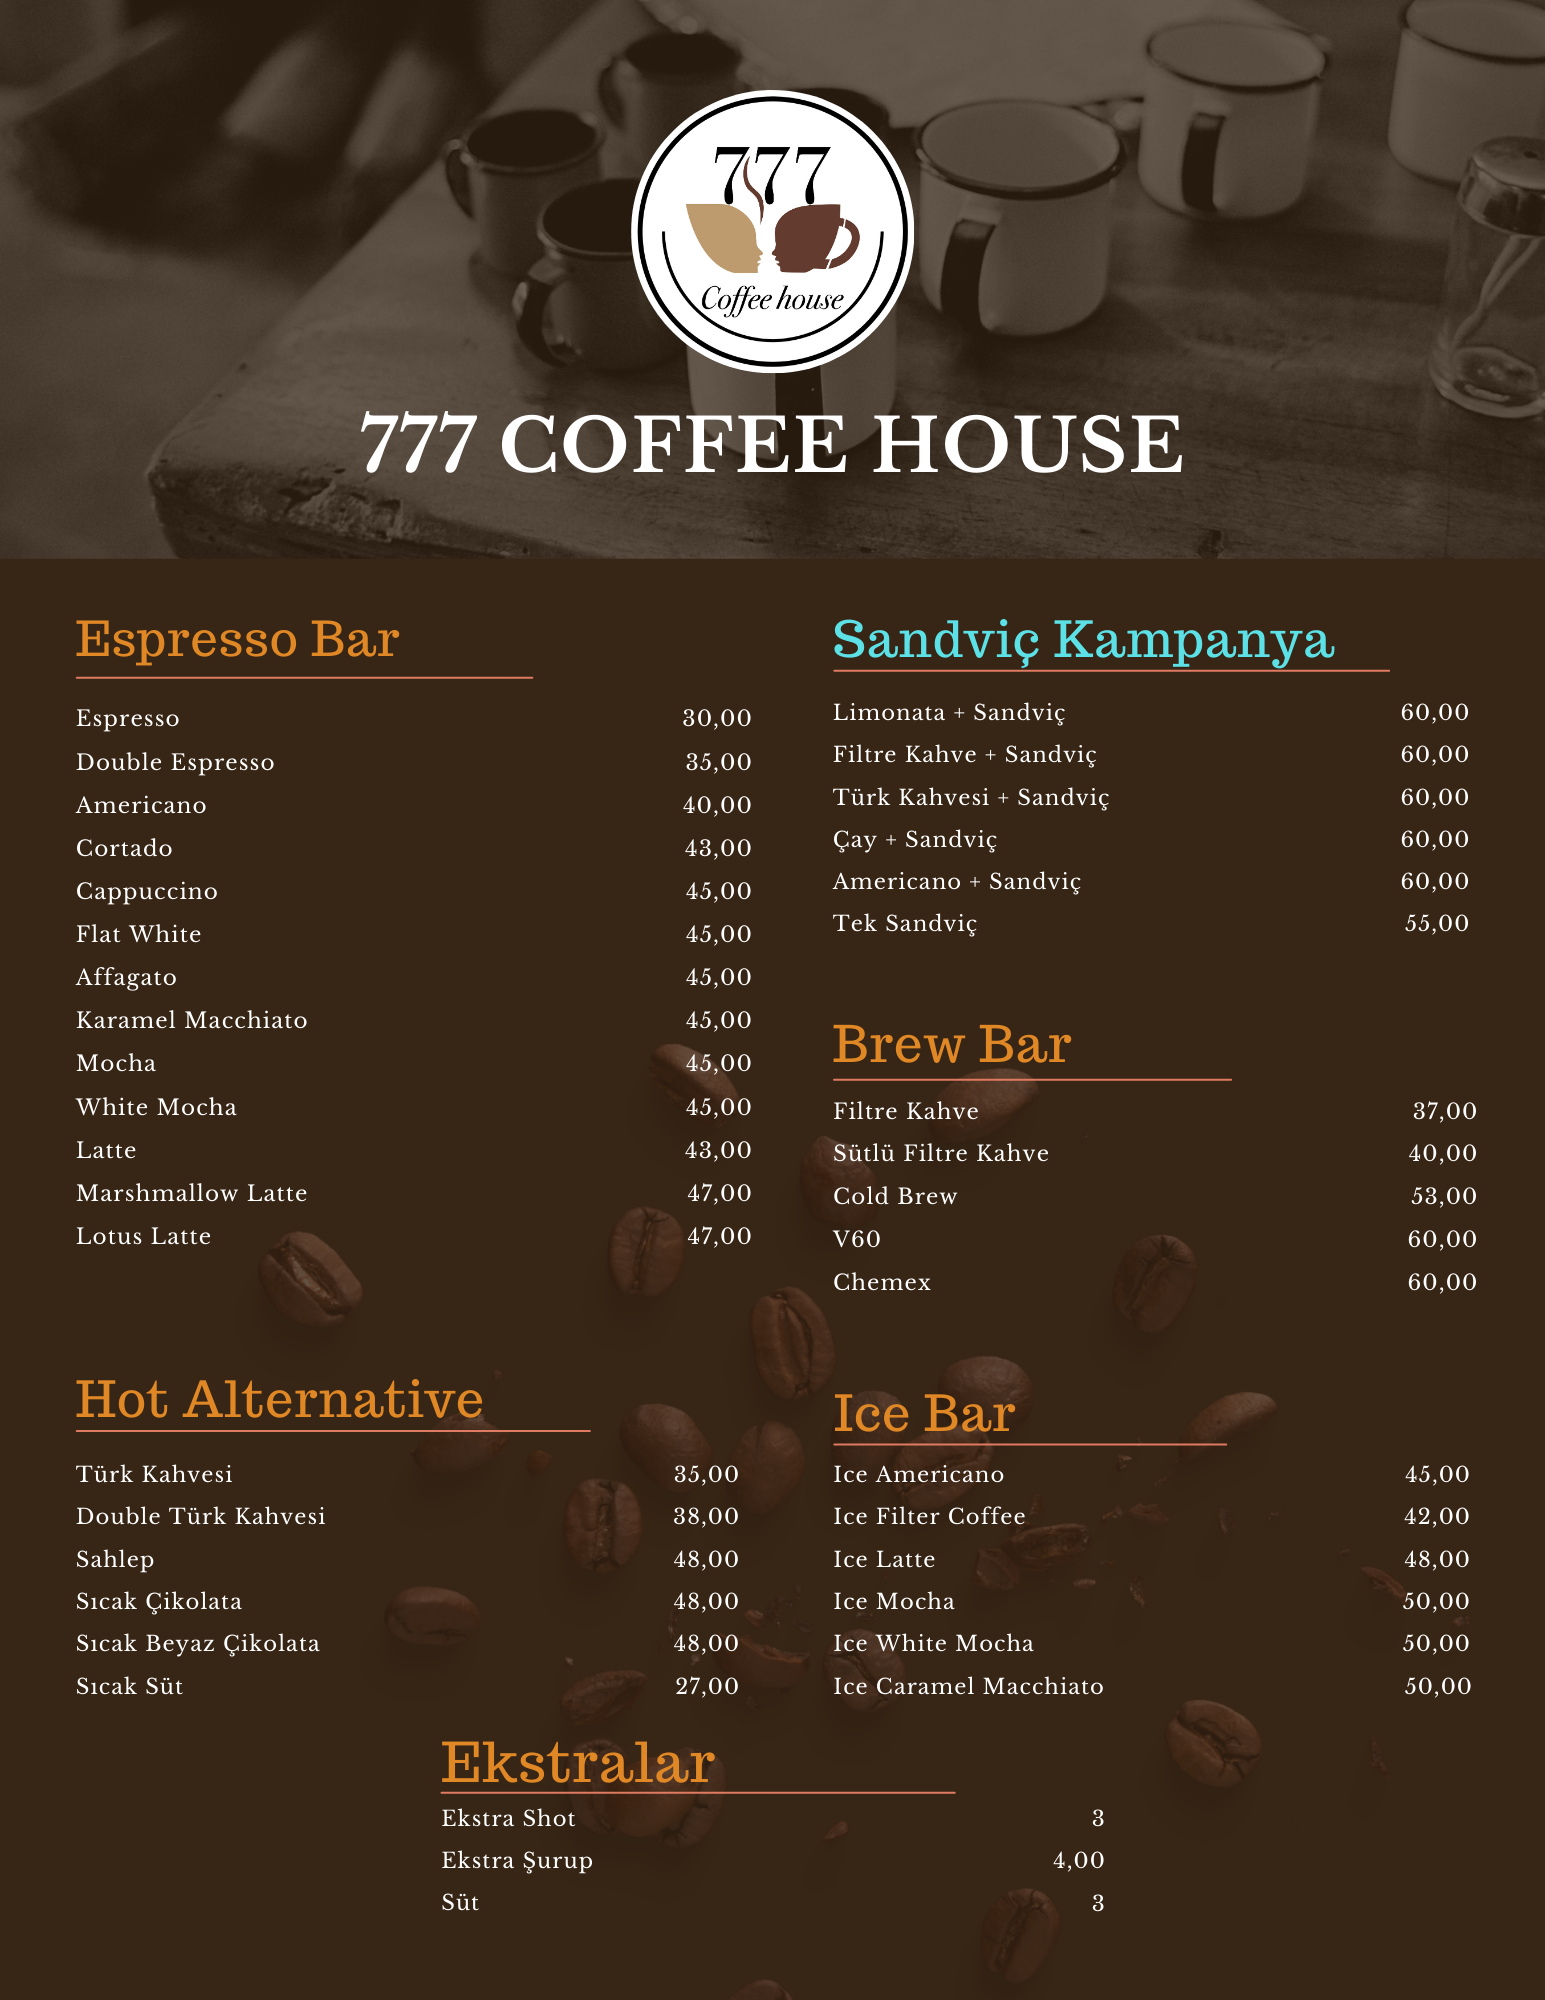 777
Coffee house
777 COFFEE HOUSE
Espresso Bar
Espresso 30,00
Double Espresso 35,00
Americano 40,00
Cortado 43,00
Cappuccino 45,00
Flat White 45,00
Affagato 45,00
Karamel Macchiato 45,00
Mocha 45,00
White Mocha 45,00
Latte 43,00
Marshmallow Latte 47,00
Lotus Latte 47,00
Sandviç Kampanya
Limonata + Sandviç 60,00
Filtre Kahve + Sandviç 60,00
Türk Kahvesi + Sandviç 60,00
Çay + Sandviç 60,00
Americano + Sandviç 60,00
Tek Sandviç 55,00
Brew Bar
Filtre Kahve 37,00
Sütlü Filtre Kahve 40,00
Cold Brew 53,00
V60 60,00
Chemex 60,00
Hot Alternative
Türk Kahvesi 35,00
Double Türk Kahvesi 38,00
Sahlep 48,00
Sıcak Çikolata 48,00
Sıcak Beyaz Çikolata 48,00
Sıcak Süt 27,00
Ice Bar
Ice Americano 45,00
Ice Filter Coffee 42,00
Ice Latte 48,00
Ice Mocha 50,00
Ice White Mocha 50,00
Ice Caramel Macchiato 50,00
Ekstralar
Ekstra Shot 3
Ekstra Şurup 4,00
Süt 3